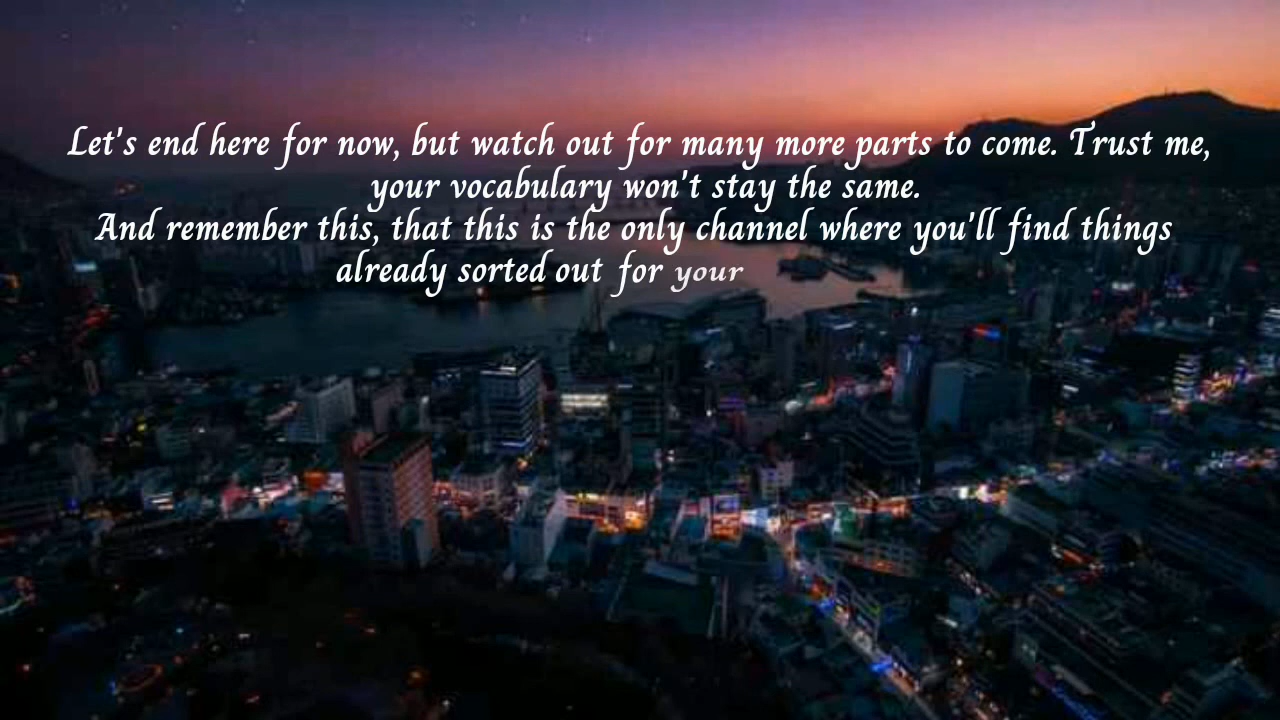 Let's end here for now, but watch out for many more parts to come. Trust me,
your vocabulary won't stay the same.
And remember this, that this is the only channel where you'll find things
already sorted out for your